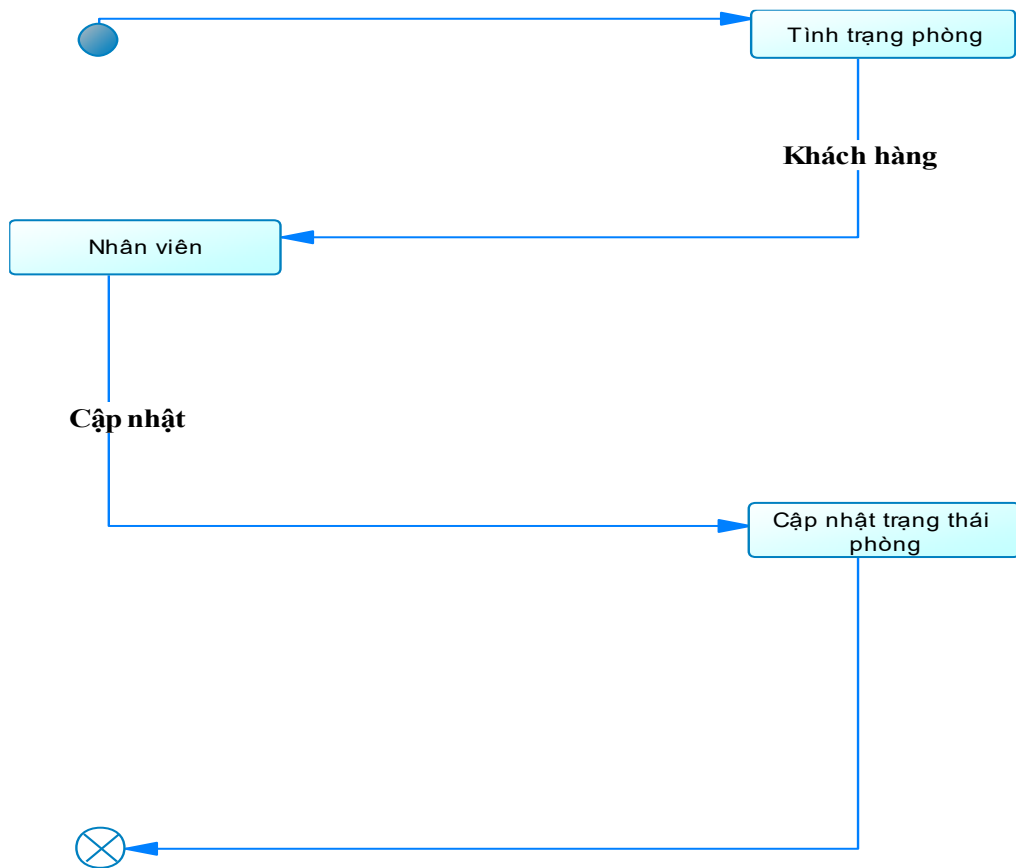 Tình trạng phòng
Khách hàng
Nhân viên
Cập nhật
Cập nhật trạng thái
phòng